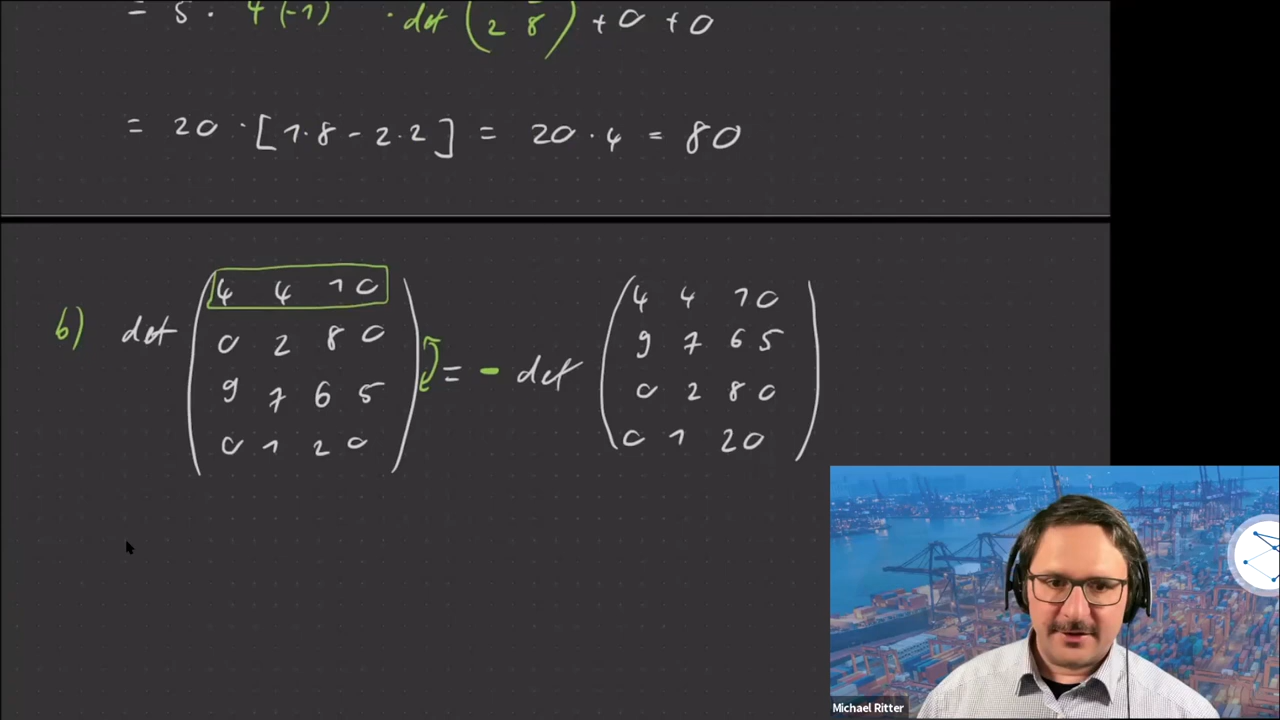 = 5 · 4(-1) · det ( 2 8 ) + 0 + 0
= 20 · [1·8 - 2·2] = 20·4 = 80
b) det ( 4 4 1 0 ) = - det ( 4 4 1 0 )
0 2 8 0 9 7 6 5
9 7 6 5 0 2 8 0
0 1 2 0 0 1 2 0
Michael Ritter